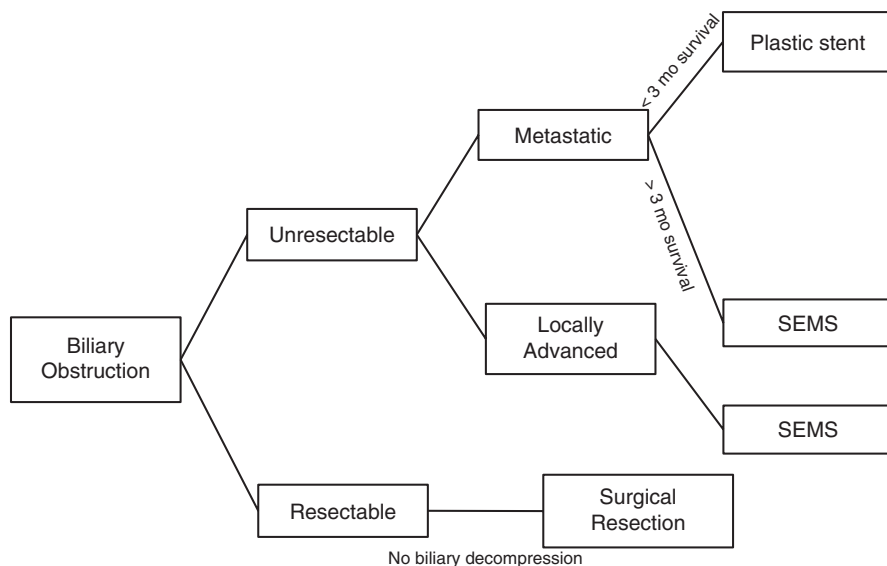 Plastic stent
< 3 mo survival
Metastatic
> 3 mo survival
Unresectable
SEMS
Locally
Advanced
Biliary
Obstruction
SEMS
Resectable
Surgical
Resection
No biliary decompression